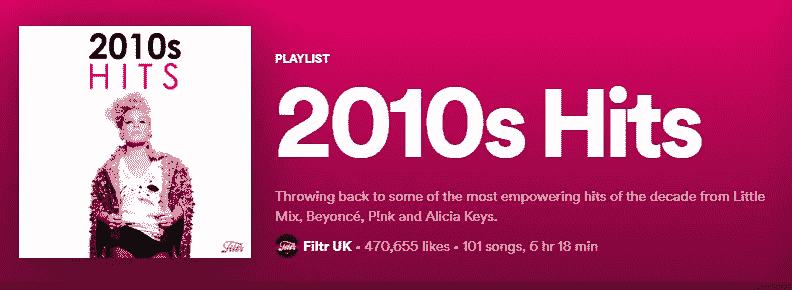 2010s
HITS
Filtr
PLAYLIST
2010s Hits
Throwing back to some of the most empowering hits of the decade from Little
Mix, Beyoncé, P!nk and Alicia Keys.
Filtr
Filtr UK • 470,655 likes • 101 songs, 6 hr 18 min